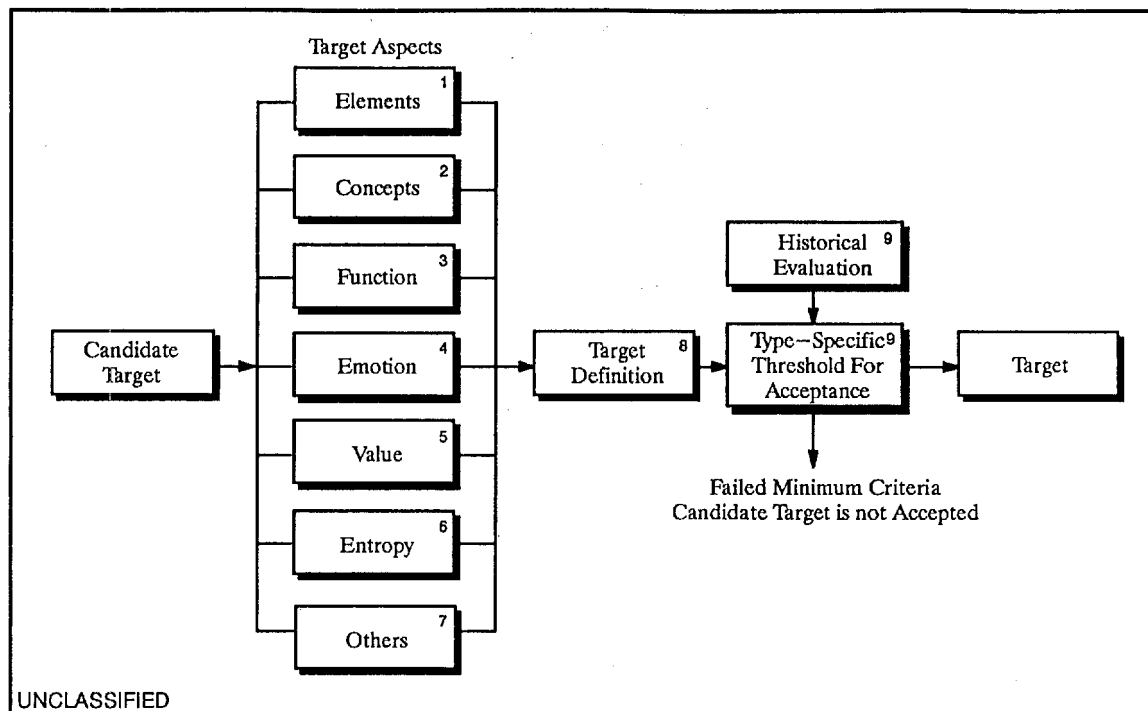 Target Aspects
1
Elements
2
Concepts
3
Function
Candidate
Target
4
Emotion
5
Value
6
Entropy
7
Others
8
Target
Definition
Historical 9
Evaluation
Type-Specific 9
Threshold For
Acceptance
Target
Failed Minimum Criteria
Candidate Target is not Accepted
UNCLASSIFIED